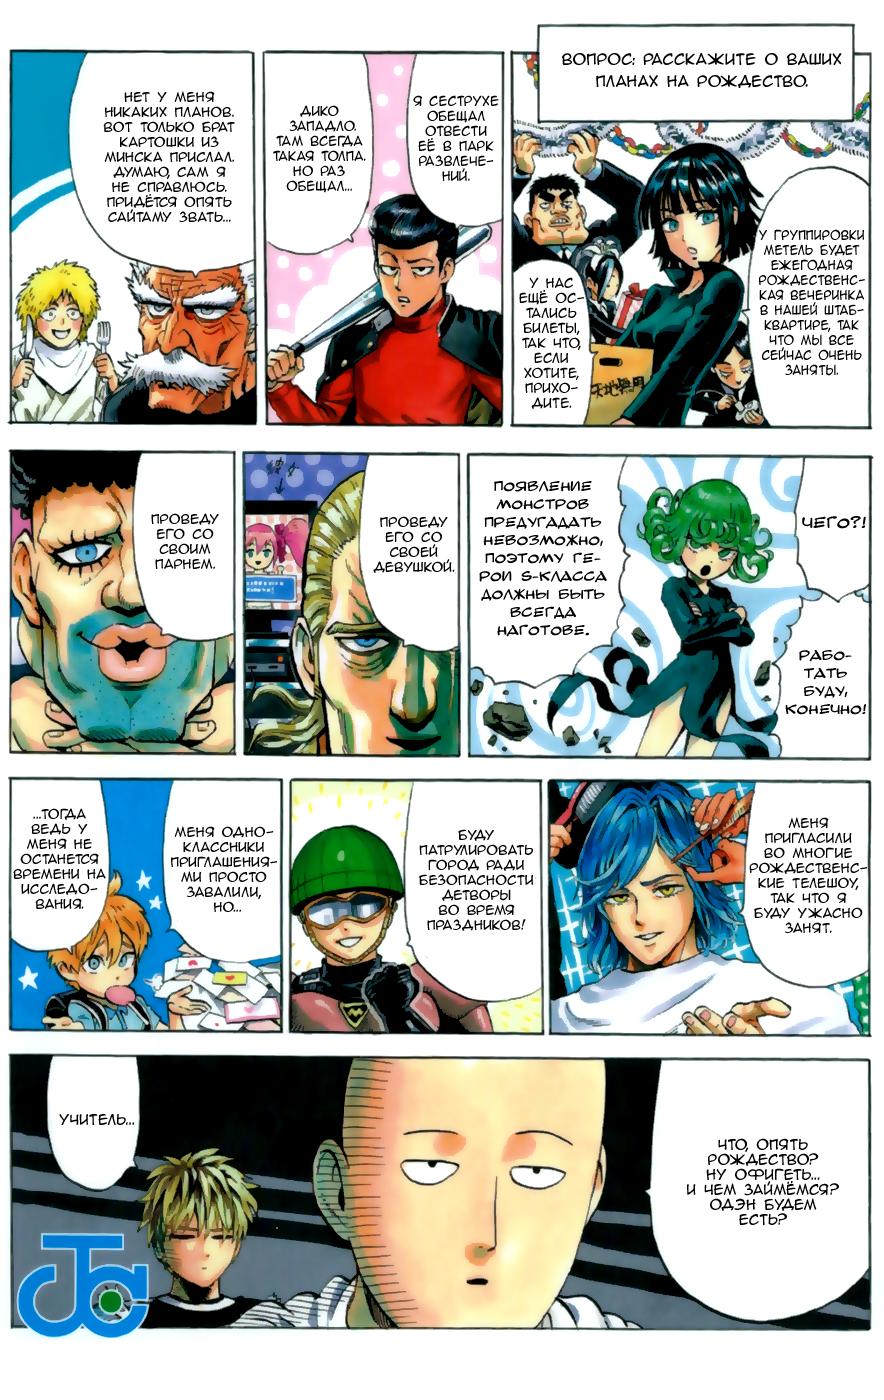 ВОПРОС: РАССКАЖИТЕ О ВАШИХ
ПЛАНАХ НА РОЖДЕСТВО.
У ГРУППИРОВКИ
МЕТЕЛЬ БУДЕТ
ЕЖЕГОДНАЯ
РОЖДЕСТВЕН-
СКАЯ ВЕЧЕРИНКА
В НАШЕЙ ШТАБ-
КВАРТИРЕ, ТАК
ЧТО МЫ ВСЕ
СЕЙЧАС ОЧЕНЬ
ЗАНЯТЫ.
У НАС
ЕЩЁ ОС-
ТАЛИСЬ
БИЛЕТЫ,
ТАК ЧТО,
ЕСЛИ
ХОТИТЕ,
ПРИХО-
ДИТЕ.
Я СЕСТРУХЕ
ОБЕЩАЛ
ОТВЕСТИ
ЕЁ В ПАРК
РАЗВЛЕЧЕ-
НИЙ.
ДИКО
ЗАПАДЛО.
ТАМ ВСЕГДА
ТАКАЯ ТОЛПА.
НО РАЗ
ОБЕЩАЛ...
НЕТ У МЕНЯ
НИКАКИХ ПЛАНОВ.
ВОТ ТОЛЬКО БРАТ
КАРТОШКИ ИЗ
МИНСКА ПРИСЛАЛ.
ДУМАЮ, САМ Я
НЕ СПРАВЛЮСЬ.
ПРИДЁТСЯ ОПЯТЬ
САЙТАМУ ЗВАТЬ...
ЧЕГО?!
РАБО-
ТАТЬ
БУДУ,
КОНЕЧНО!
ПОЯВЛЕНИЕ
МОНСТРОВ
ПРЕДУГАДАТЬ
НЕВОЗМОЖНО,
ПОЭТОМУ ГЕ-
РОИ S-КЛАССА
ДОЛЖНЫ БЫТЬ
ВСЕГДА
НАГОТОВЕ.
ПРОВЕДУ
ЕГО СО
СВОЕЙ
ДЕВУШКОЙ.
ПРОВЕДУ
ЕГО СО
СВОИМ
ПАРНЕМ.
МЕНЯ
ПРИГЛАСИЛИ
ВО МНОГИЕ
РОЖДЕСТВЕНС-
КИЕ ТЕЛЕШОУ,
ТАК ЧТО Я
БУДУ УЖАСНО
ЗАНЯТ.
БУДУ
ПАТРУЛИРОВАТЬ
ГОРОД РАДИ
БЕЗОПАСНОСТИ
ДЕТВОРЫ
ВО ВРЕМЯ
ПРАЗДНИКОВ!
МЕНЯ ОДНО-
КЛАССНИКИ
ПРИГЛАШЕНИЯ-
МИ ПРОСТО
ЗАВАЛИЛИ,
НО...
...ТОГДА
ВЕДЬ У
МЕНЯ НЕ
ОСТАНЕТСЯ
ВРЕМЕНИ НА
ИССЛЕДО-
ВАНИЯ.
ЧТО, ОПЯТЬ
РОЖДЕСТВО?
НУ ОФИГЕТЬ...
И ЧЕМ ЗАЙМЁМСЯ?
ОДЭН БУДЕМ
ЕСТЬ?
УЧИТЕЛЬ...